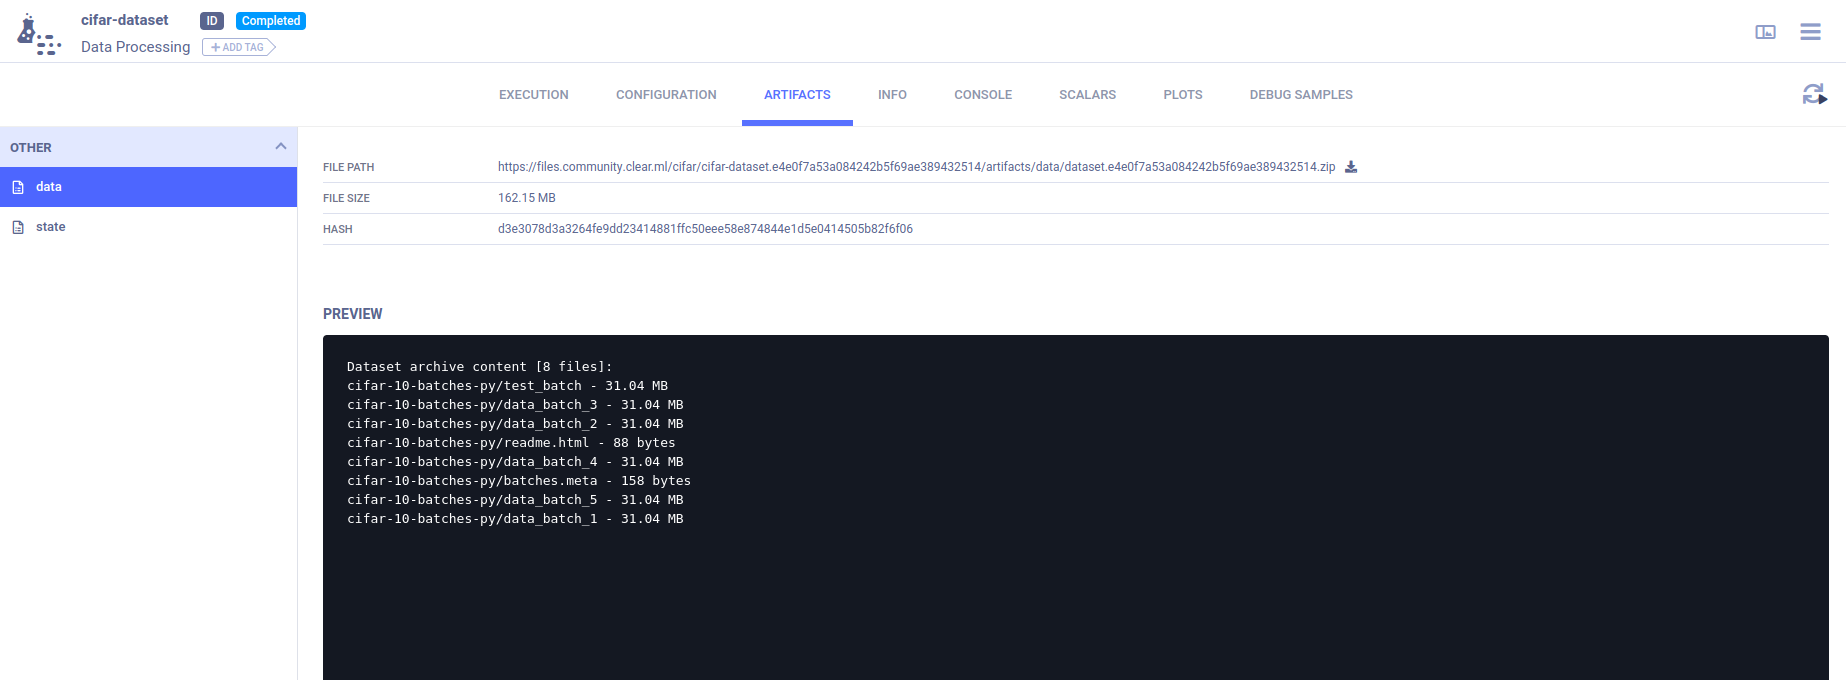 cifar-dataset ID Completed
Data Processing + ADD TAG
EXECUTION CONFIGURATION ARTIFACTS INFO CONSOLE SCALARS PLOTS DEBUG SAMPLES
OTHER
data
state
FILE PATH https://files.community.clear.ml/cifar/cifar-dataset.e4e0f7a53a084242b5f69ae389432514/artifacts/data/dataset.e4e0f7a53a084242b5f69ae389432514.zip
FILE SIZE 162.15 MB
HASH d3e3078d3a3264fe9dd23414881ffc50eee58e874844e1d5e0414505b82f6f06
PREVIEW
Dataset archive content [8 files]:
cifar-10-batches-py/test_batch - 31.04 MB
cifar-10-batches-py/data_batch_3 - 31.04 MB
cifar-10-batches-py/data_batch_2 - 31.04 MB
cifar-10-batches-py/readme.html - 88 bytes
cifar-10-batches-py/data_batch_4 - 31.04 MB
cifar-10-batches-py/batches.meta - 158 bytes
cifar-10-batches-py/data_batch_5 - 31.04 MB
cifar-10-batches-py/data_batch_1 - 31.04 MB